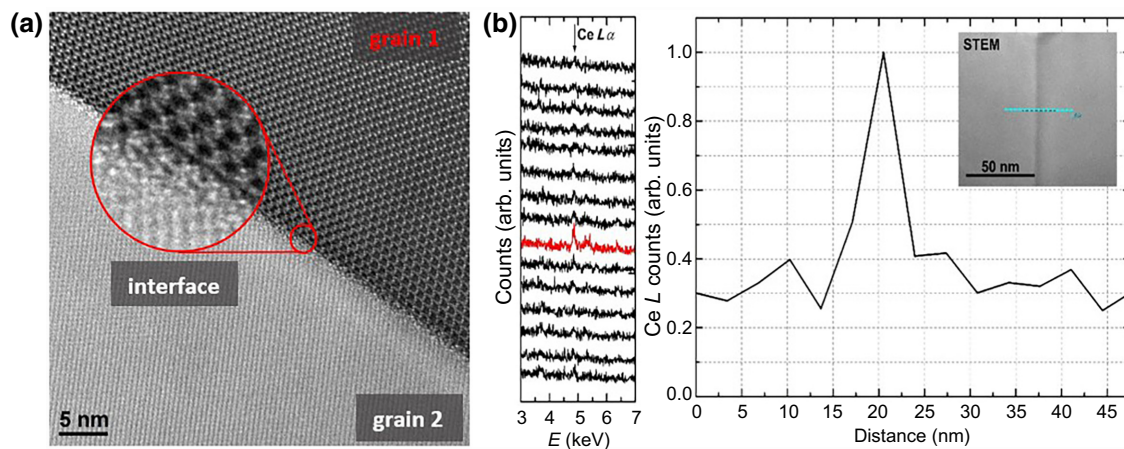 (a)
grain 1
interface
5 nm
grain 2
(b)
Ce Lα
Counts (arb. units)
3 4 5 6 7
E (keV)
Ce L counts (arb. units)
1.0
0.8
0.6
0.4
0.2
0.0
0 5 10 15 20 25 30 35 40 45
Distance (nm)
STEM
50 nm